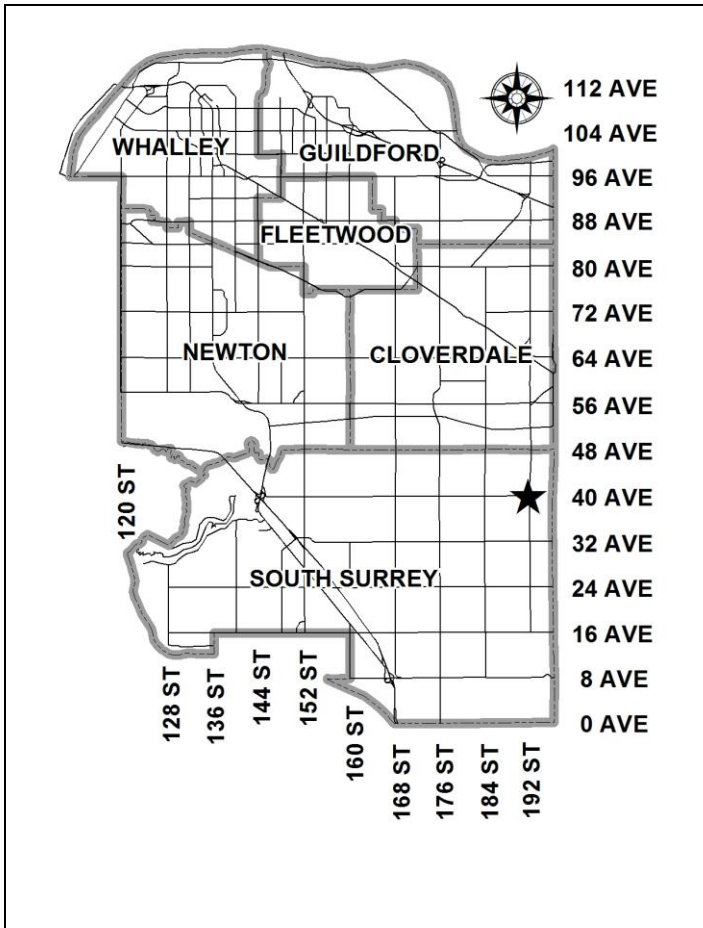 112 AVE
104 AVE
WHALLEY
GUILDFORD
96 AVE
88 AVE
FLEETWOOD
80 AVE
72 AVE
NEWTON
CLOVERDALE
64 AVE
56 AVE
48 AVE
120 ST
40 AVE
32 AVE
SOUTH SURREY
24 AVE
16 AVE
8 AVE
0 AVE
128 ST
136 ST
144 ST
152 ST
160 ST
168 ST
176 ST
184 ST
192 ST